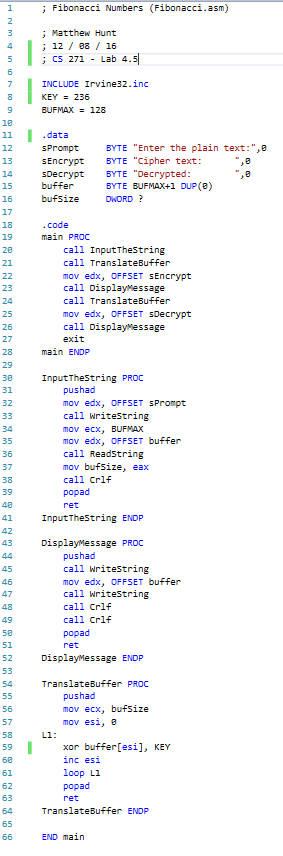 1 ; Fibonacci Numbers (Fibonacci.asm)
2
3 ; Matthew Hunt
4 ; 12 / 08 / 16
5 ; CS 271 - Lab 4.5
6
7 INCLUDE Irvine32.inc
8 KEY = 236
9 BUFMAX = 128
10
11 .data
12 sPrompt     BYTE "Enter the plain text:",0
13 sEncrypt    BYTE "Cipher text:       ",0
14 sDecrypt    BYTE "Decrypted:         ",0
15 buffer      BYTE BUFMAX+1 DUP(0)
16 bufSize     DWORD ?
17
18 .code
19 main PROC
20     call InputTheString
21     call TranslateBuffer
22     mov edx, OFFSET sEncrypt
23     call DisplayMessage
24     call TranslateBuffer
25     mov edx, OFFSET sDecrypt
26     call DisplayMessage
27     exit
28 main ENDP
29
30 InputTheString PROC
31     pushad
32     mov edx, OFFSET sPrompt
33     call WriteString
34     mov ecx, BUFMAX
35     mov edx, OFFSET buffer
36     call ReadString
37     mov bufSize, eax
38     call Crlf
39     popad
40     ret
41 InputTheString ENDP
42
43 DisplayMessage PROC
44     pushad
45     call WriteString
46     mov edx, OFFSET buffer
47     call WriteString
48     call Crlf
49     call Crlf
50     popad
51     ret
52 DisplayMessage ENDP
53
54 TranslateBuffer PROC
55     pushad
56     mov ecx, bufSize
57     mov esi, 0
58 L1:
59     xor buffer[esi], KEY
60     inc esi
61     loop L1
62     popad
63     ret
64 TranslateBuffer ENDP
65
66 END main